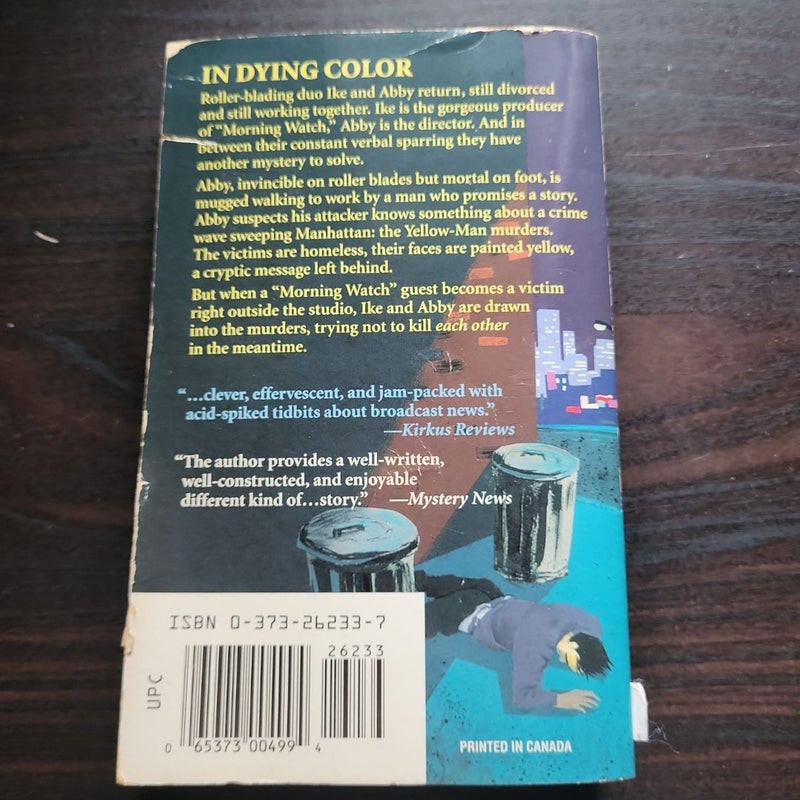 IN DYING COLOR
Roller-blading duo Ike and Abby return, still divorced
and still working together. Ike is the gorgeous producer
of "Morning Watch," Abby is the director. And in
between their constant verbal sparring they have
another mystery to solve.
Abby, invincible on roller blades but mortal on foot, is
mugged walking to work by a man who promises a story.
Abby suspects his attacker knows something about a crime
wave sweeping Manhattan: the Yellow-Man murders.
The victims are homeless, their faces are painted yellow,
a cryptic message left behind.
But when a "Morning Watch" guest becomes a victim
right outside the studio, Ike and Abby are drawn
into the murders, trying not to kill each other
in the meantime.
"...clever, effervescent, and jam-packed with
acid-spiked tidbits about broadcast news."
—Kirkus Reviews
"The author provides a well-written,
well-constructed, and enjoyable
different kind of...story." —Mystery News
ISBN 0-373-26233-7
26233
UPC
0 65373 00499 4
PRINTED IN CANADA